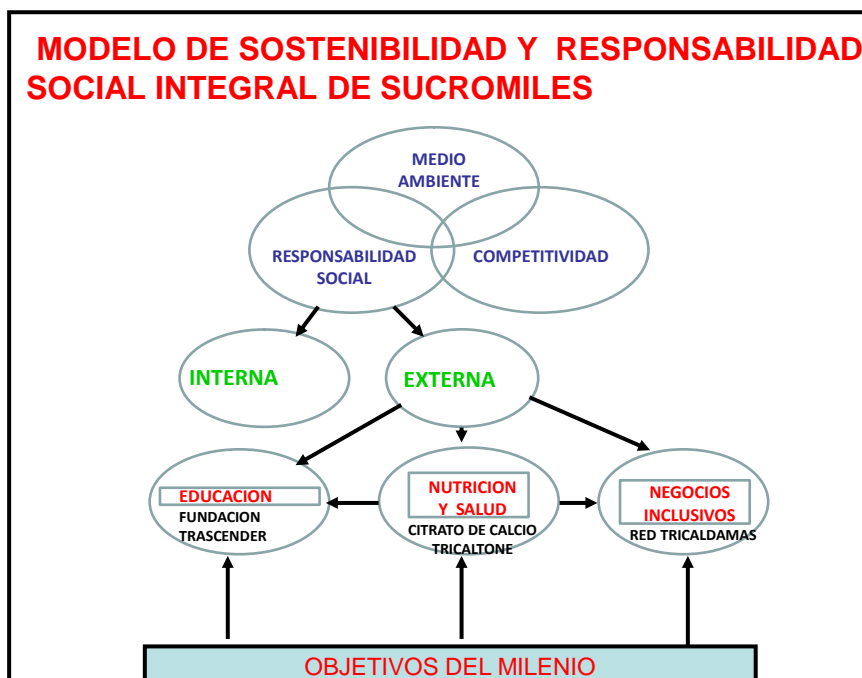 MODELO DE SOSTENIBILIDAD Y RESPONSABILIDAD
SOCIAL INTEGRAL DE SUCROMILES
MEDIO
AMBIENTE
RESPONSABILIDAD
SOCIAL
COMPETITIVIDAD
INTERNA
EXTERNA
EDUCACION
FUNDACION
TRASCENDER
NUTRICION
Y SALUD
CITRATO DE CALCIO
TRICALTONE
NEGOCIOS
INCLUSIVOS
RED TRICALDAMAS
OBJETIVOS DEL MILENIO